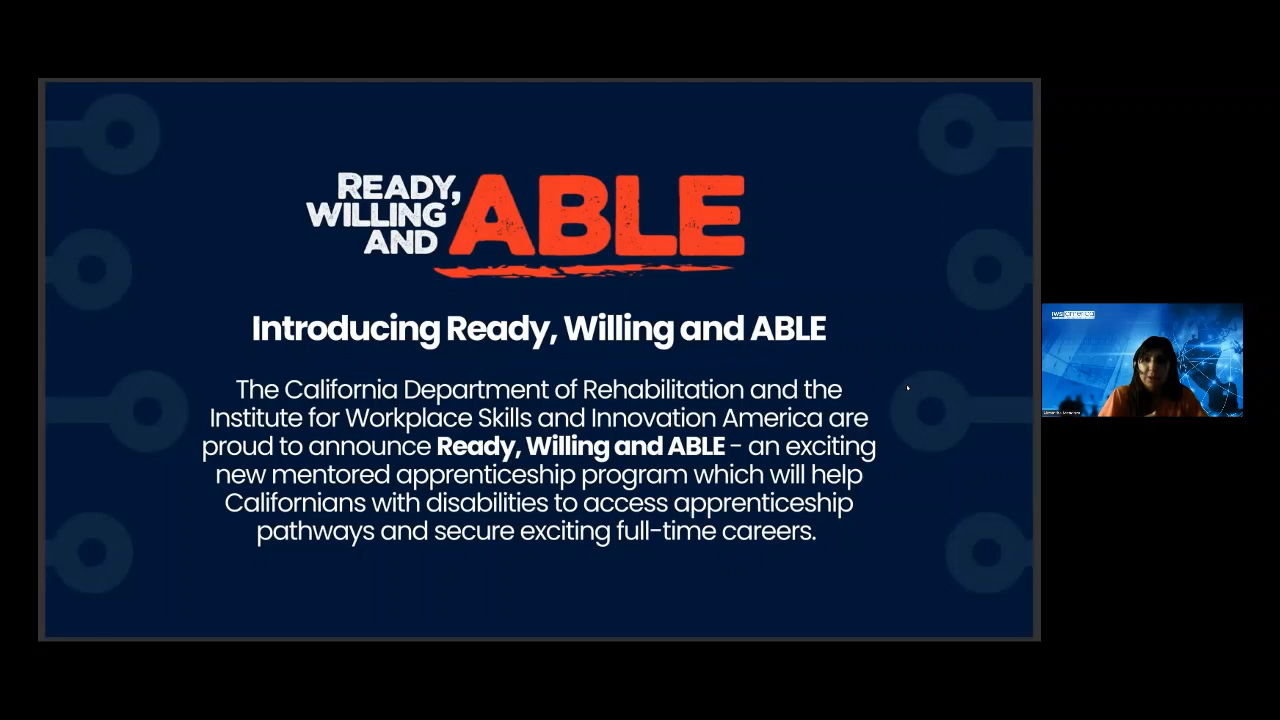 READY,
WILLING
AND
ABLE
Introducing Ready, Willing and ABLE
The California Department of Rehabilitation and the
Institute for Workplace Skills and Innovation America are
proud to announce Ready, Willing and ABLE - an exciting
new mentored apprenticeship program which will help
Californians with disabilities to access apprenticeship
pathways and secure exciting full-time careers.
iwsi america